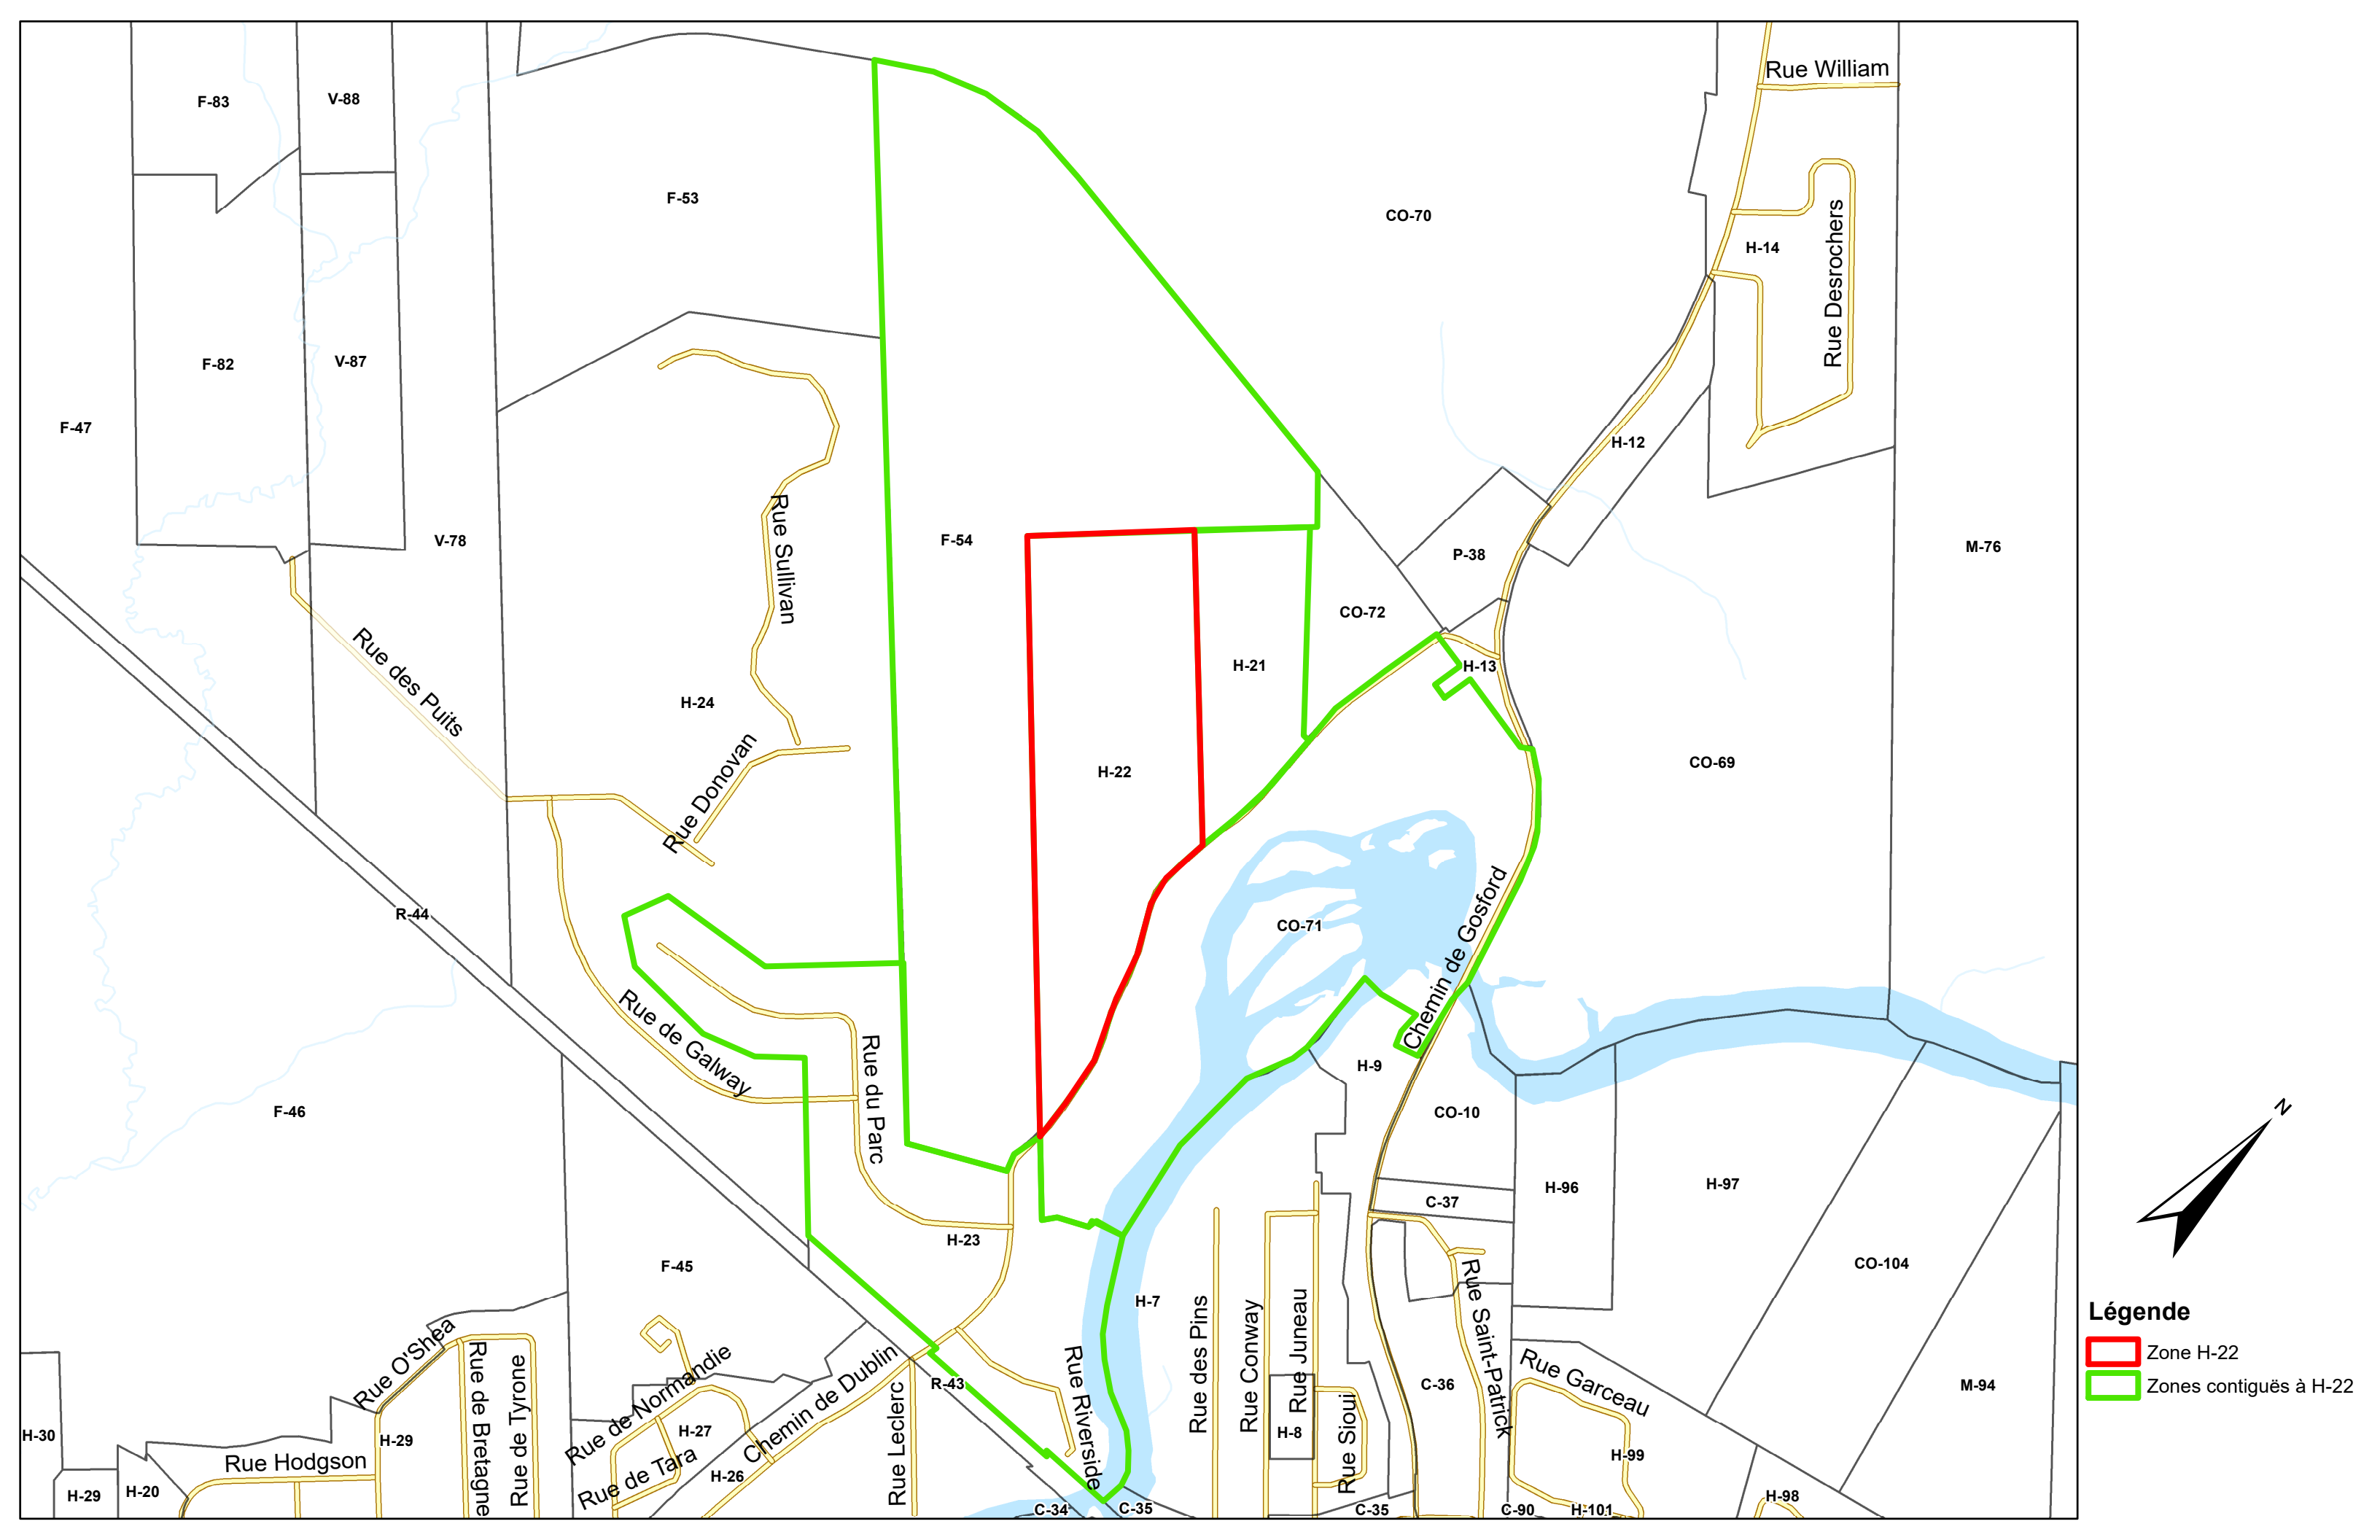 Rue William
F-83
V-88
F-53
CO-70
H-14
Rue Desrochers
F-82
V-87
F-47
H-12
Rue Sullivan
V-78
F-54
P-38
M-76
CO-72
Rue des Puits
H-21
H-13
H-24
Rue Donovan
H-22
CO-69
R-44
CO-71
Chemin de Gosford
Rue de Galway
Rue du Parc
H-9
F-46
CO-10
H-96
H-97
C-37
H-23
F-45
CO-104
N
H-7
Rue des Pins
Rue Conway
Rue Juneau
Rue Saint-Patrick
Légende
Zone H-22
Zones contiguës à H-22
Rue O'Shea
Rue de Bretagne
Rue de Tyrone
Rue de Normandie
Chemin de Dublin
Rue Leclerc
R-43
Rue Riverside
C-36
Rue Garceau
M-94
H-30
H-29
H-27
H-8
Rue Sioui
H-99
Rue Hodgson
Rue de Tara
H-26
H-29
H-20
C-34
C-35
C-35
C-90
H-101
H-98